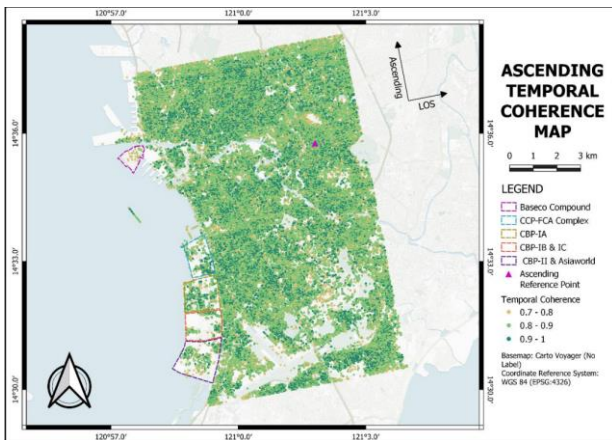 120°57.0'
121°0.0'
121°3.0'
14°36.0'
14°33.0'
14°30.0'
14°36.0'
14°33.0'
14°30.0'
120°57.0'
121°0.0'
121°3.0'
Ascending
LOS
ASCENDING
TEMPORAL
COHERENCE
MAP
0 1 2 3 km
LEGEND
Baseco Compound
CCP-FCA Complex
CBP-IA
CBP-IB & IC
CBP-II & Asiaworld
Ascending
Reference Point
Temporal Coherence
0.7 - 0.8
0.8 - 0.9
0.9 - 1
Basemap: Carto Voyager (No
Label)
Coordinate Reference System:
WGS 84 (EPSG:4326)